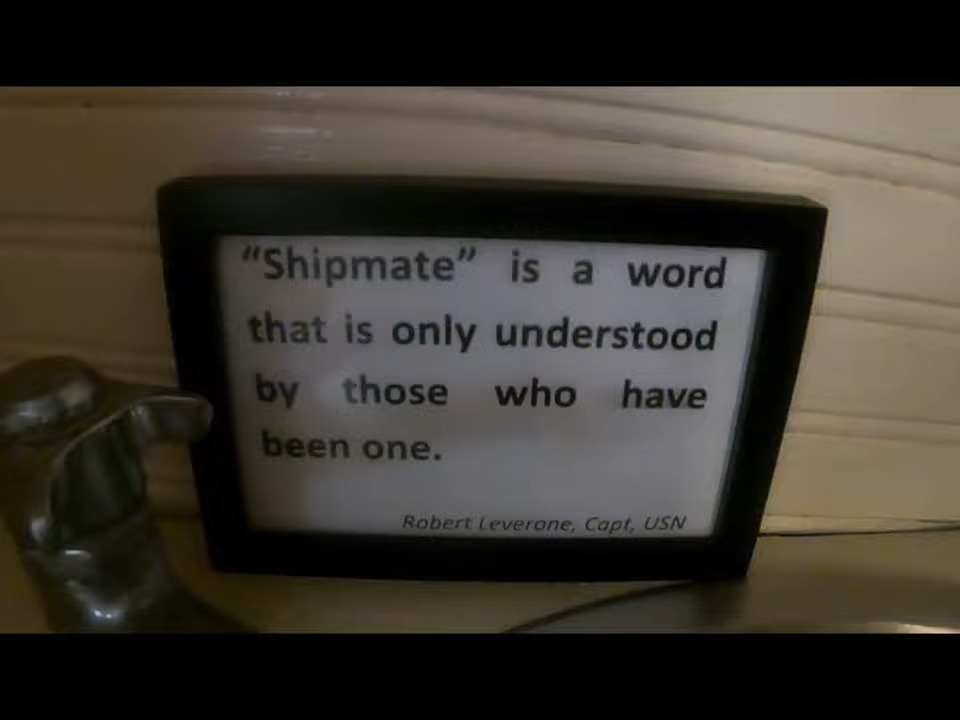 “Shipmate” is a word
that is only understood
by those who have
been one.
Robert Leverone, Capt, USN